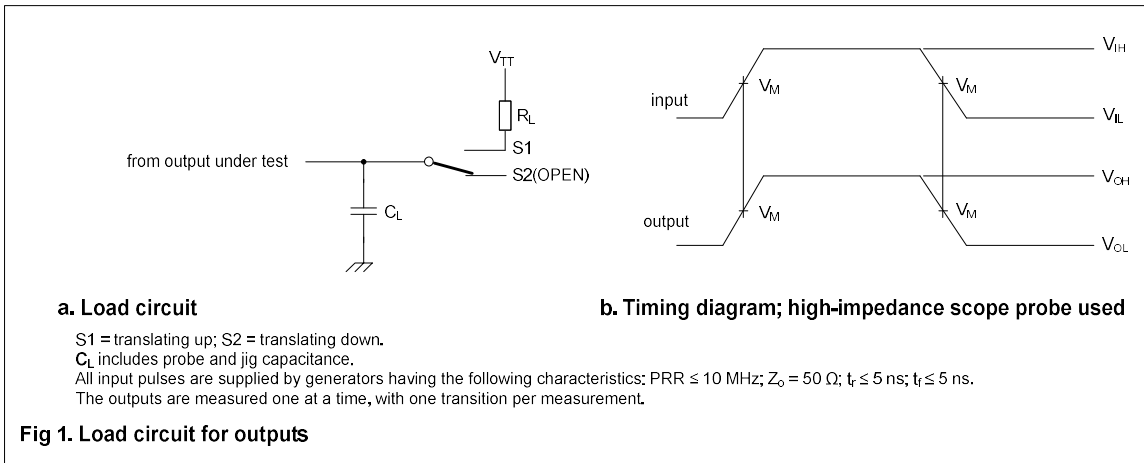 V_TT
R_L
S1
from output under test
S2(OPEN)
C_L
input
V_M
V_M
V_IH
V_IL
output
V_M
V_M
V_OH
V_OL
a. Load circuit
b. Timing diagram; high-impedance scope probe used
S1 = translating up; S2 = translating down.
C_L includes probe and jig capacitance.
All input pulses are supplied by generators having the following characteristics: PRR ≤ 10 MHz; Z_o = 50 Ω; t_r ≤ 5 ns; t_f ≤ 5 ns.
The outputs are measured one at a time, with one transition per measurement.
Fig 1. Load circuit for outputs